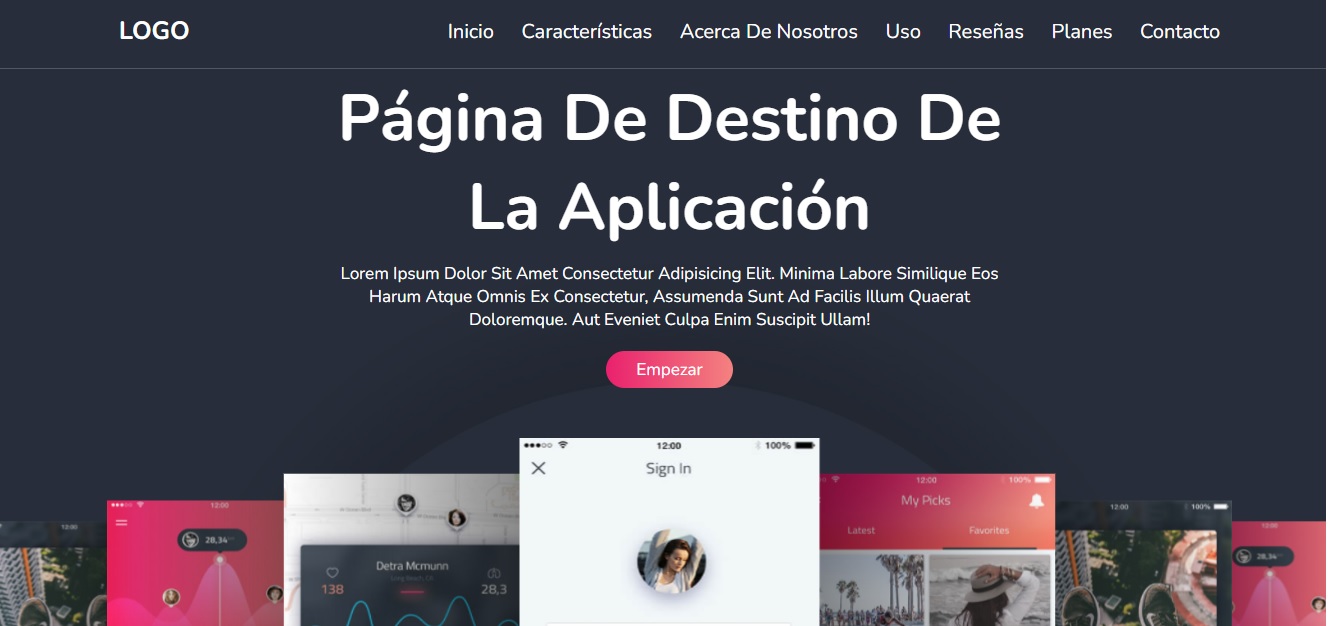 LOGO
Inicio Características Acerca De Nosotros Uso Reseñas Planes Contacto
Página De Destino De
La Aplicación
Lorem Ipsum Dolor Sit Amet Consectetur Adipisicing Elit. Minima Labore Similique Eos
Harum Atque Omnis Ex Consectetur, Assumenda Sunt Ad Facilis Illum Quaerat
Doloremque. Aut Eveniet Culpa Enim Suscipit Ullam!
Empezar
12:00 100%
Sign In
12:00
28,34
Detra Mcmunn
138
28,3
12:00 100%
My Picks
Latest Favorites
12:00 100%
12:00
12:00
28,34